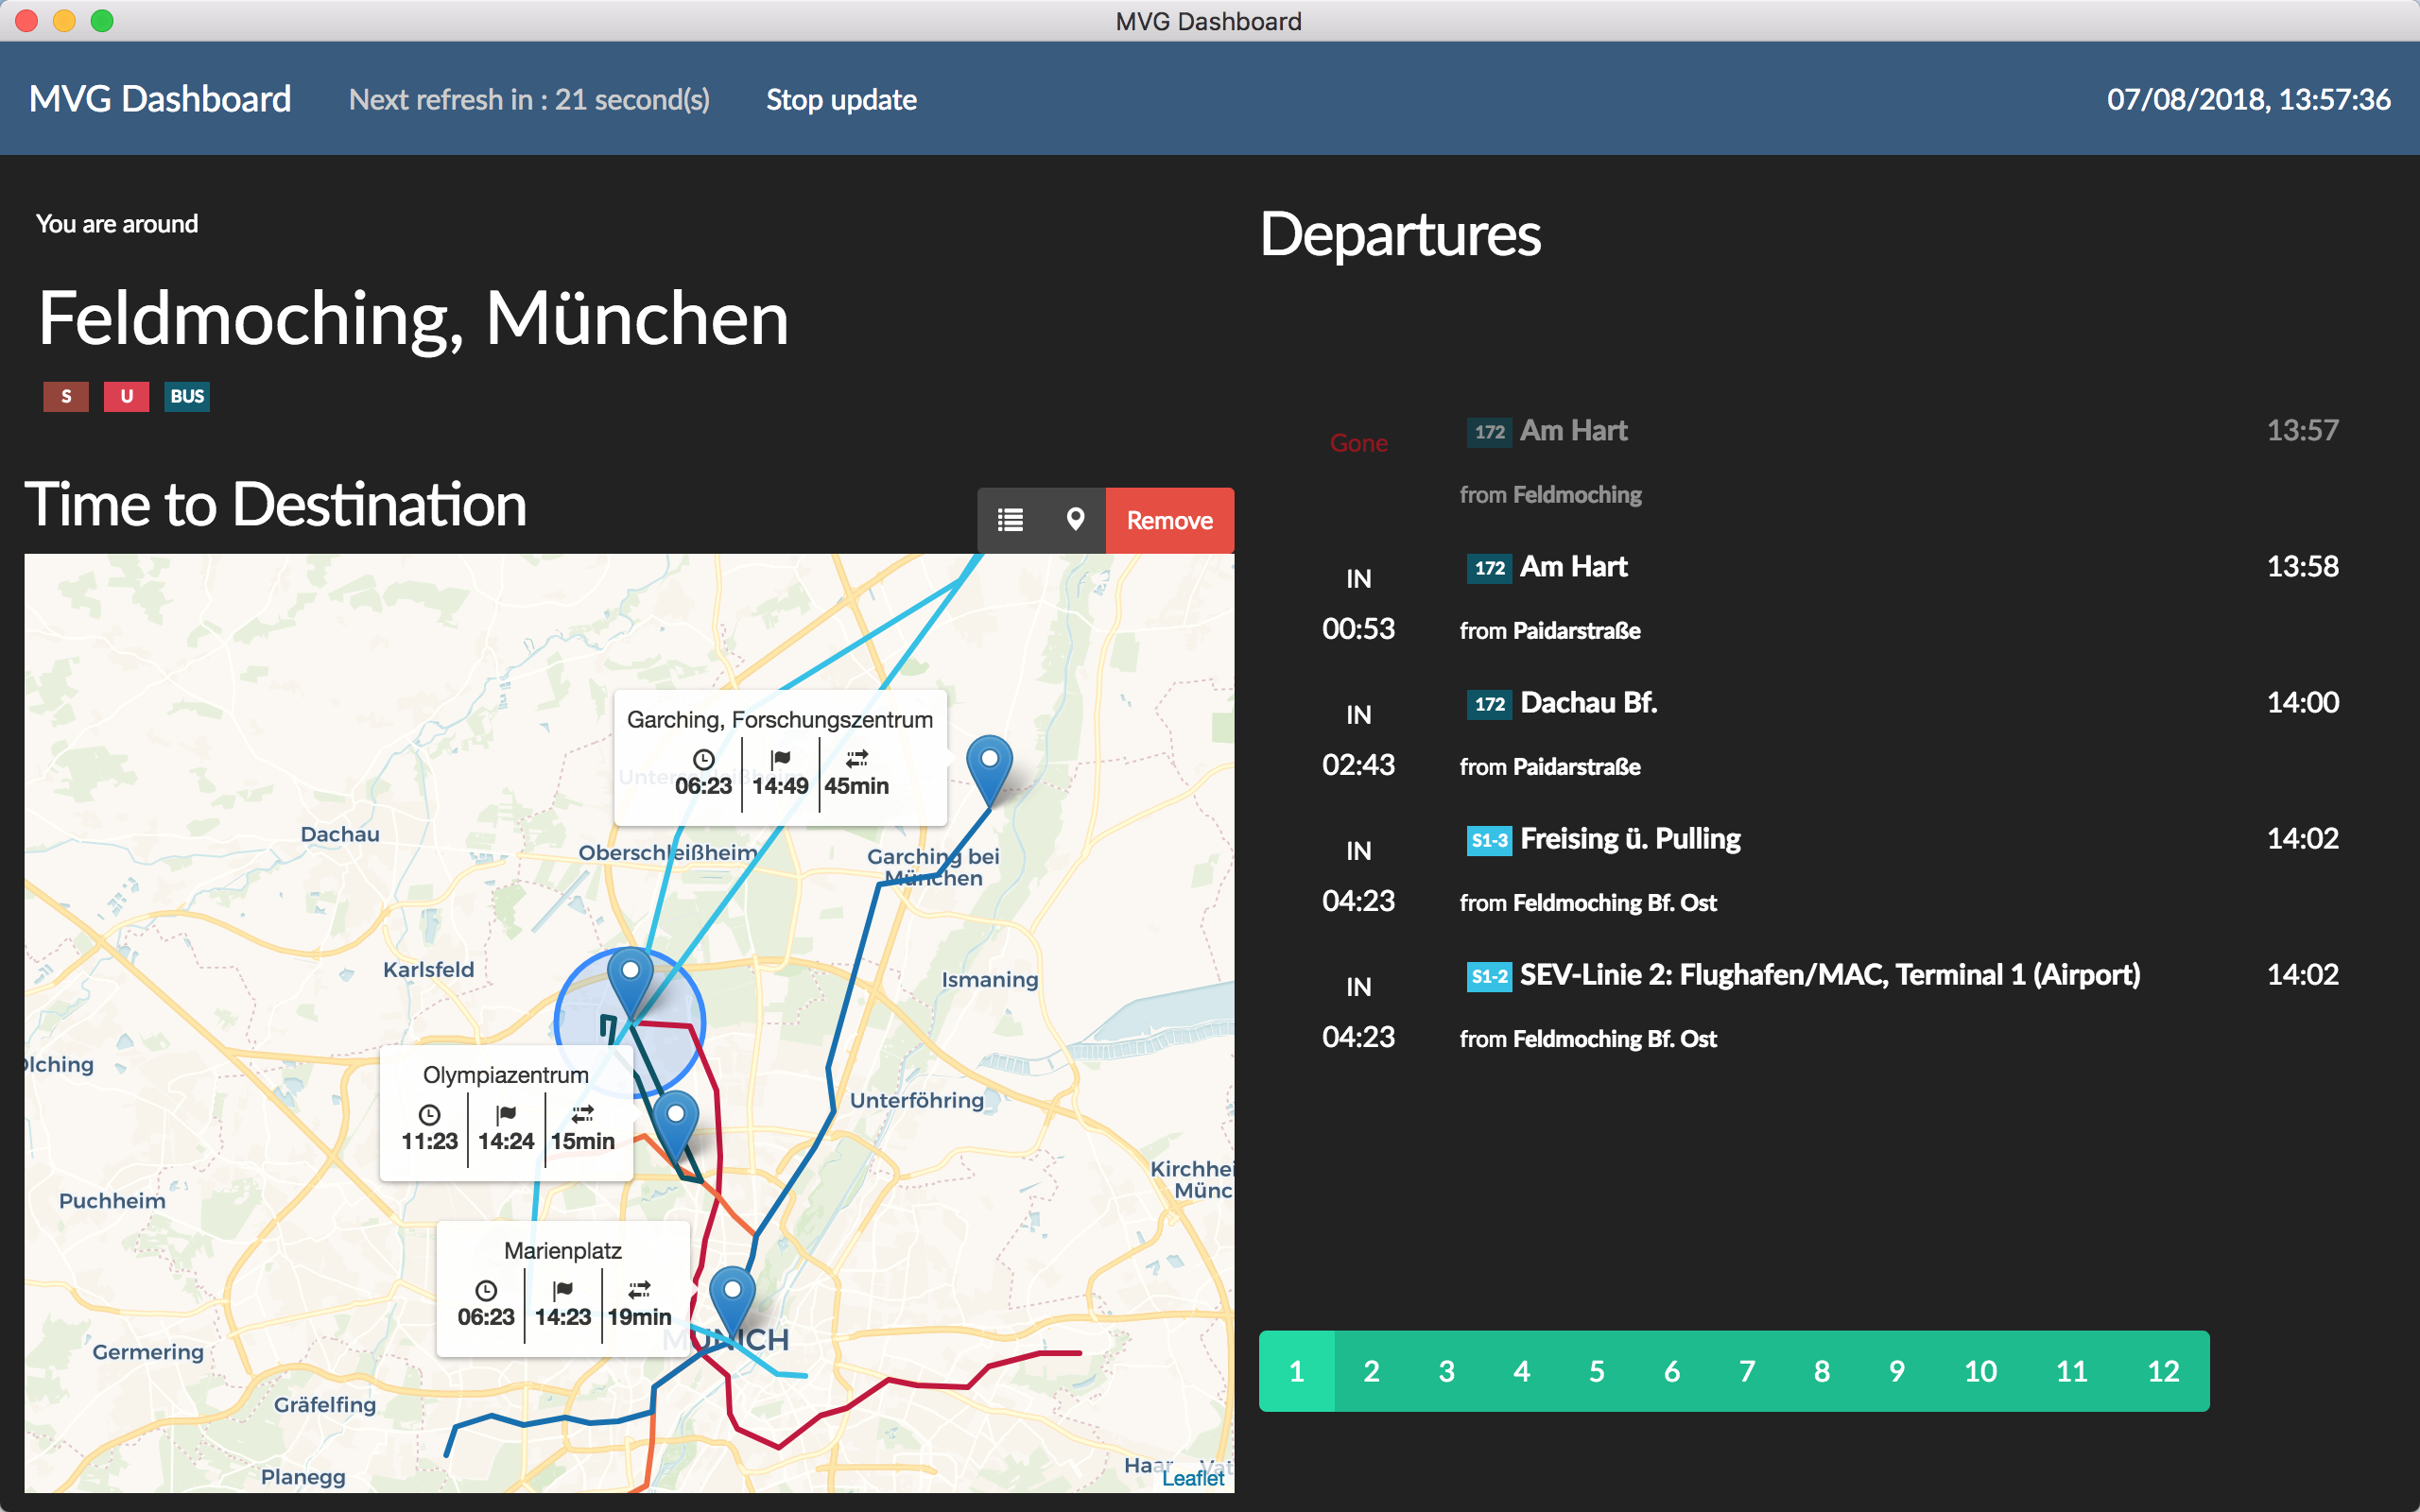 MVG Dashboard
MVG Dashboard
Next refresh in : 21 second(s)
Stop update
07/08/2018, 13:57:36
You are around
Feldmoching, München
S U BUS
Time to Destination
Remove
Garching, Forschungszentrum
06:23 14:49 45min
Dachau
Oberschleißheim
Garching bei
München
Karlsfeld
Ismaning
Olympiazentrum
11:23 14:24 15min
Unterföhring
Puchheim
Marienplatz
06:23 14:23 19min
MUNICH
Germering
Gräfelfing
Planegg
Haar
Leaflet
Departures
Gone
172 Am Hart 13:57
from Feldmoching
IN
00:53
172 Am Hart 13:58
from Paidarstraße
IN
02:43
172 Dachau Bf. 14:00
from Paidarstraße
IN
04:23
S1-3 Freising ü. Pulling 14:02
from Feldmoching Bf. Ost
IN
04:23
S1-2 SEV-Linie 2: Flughafen/MAC, Terminal 1 (Airport) 14:02
from Feldmoching Bf. Ost
1 2 3 4 5 6 7 8 9 10 11 12